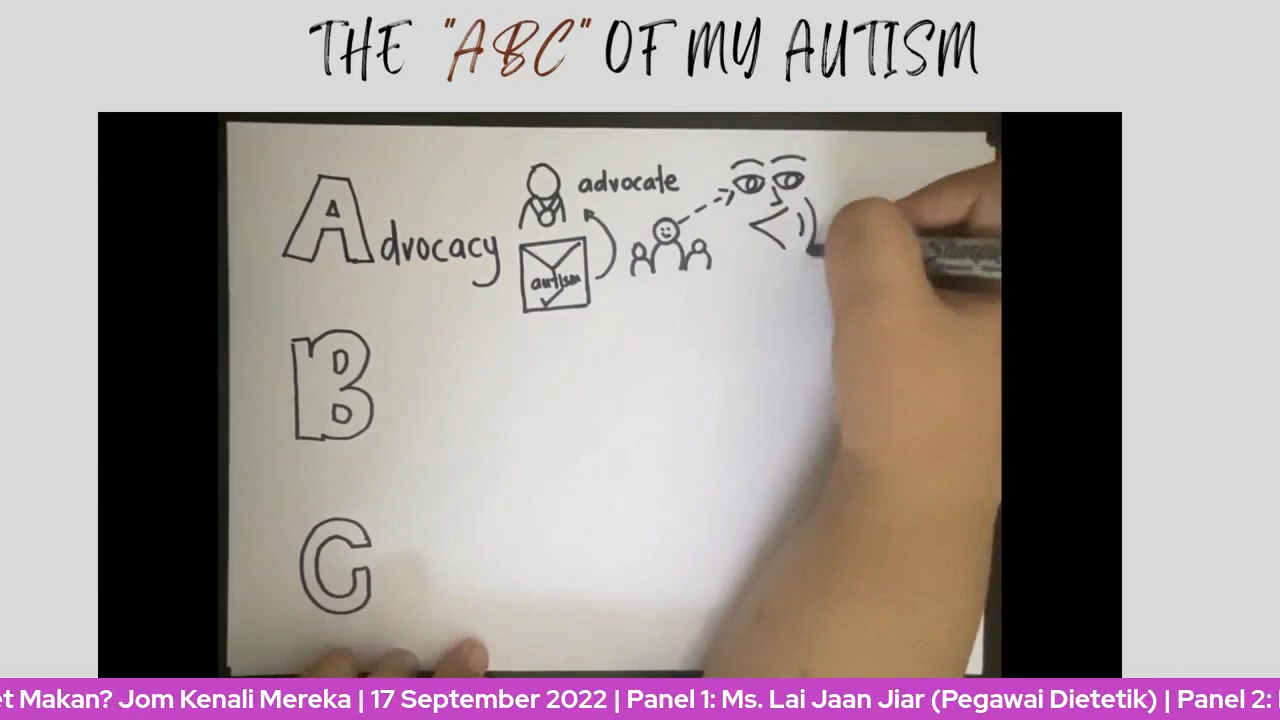 THE "ABC" OF MY AUTISM
Advocacy
advocate
autism
B
C
Makan? Jom Kenali Mereka | 17 September 2022 | Panel 1: Ms. Lai Jaan Jiar (Pegawai Dietetik) | Panel 2: